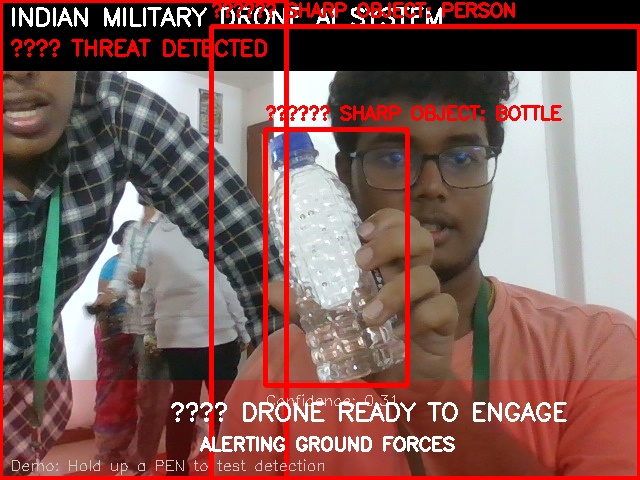 ?????? SHARP OBJECT: PERSON
INDIAN MILITARY DRONE AI SYSTEM
???? THREAT DETECTED
?????? SHARP OBJECT: BOTTLE
Confidence: 0.31
???? DRONE READY TO ENGAGE
ALERTING GROUND FORCES
Demo: Hold up a PEN to test detection